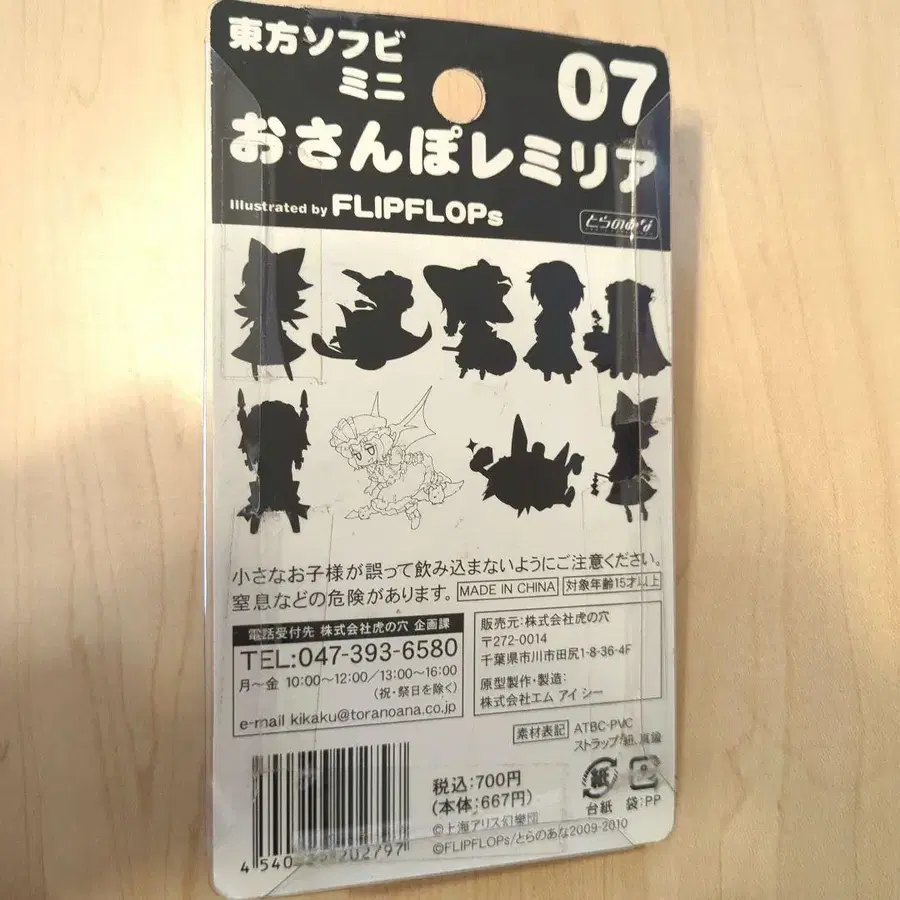 東方ソフビ
ミニ
07
おさんぽレミリア
Illustrated by FLIPFLOPs
とらのあな
小さなお子様が誤って飲み込まないようにご注意ください。
窒息などの危険があります。 MADE IN CHINA 対象年齢15才以上
電話受付先 株式会社虎の穴 企画課
TEL:047-393-6580
月～金 10:00～12:00/13:00～16:00
(祝・祭日を除く)
e-mail kikaku@toranoana.co.jp
販売元:株式会社虎の穴
〒272-0014
千葉県市川市田尻1-8-36-4F
原型製作・製造:
株式会社エム アイ シー
素材表記 ATBC-PVC
ストラップ:紐、真鍮
税込:700円
(本体:667円)
©上海アリス幻樂団
©FLIPFLOPs/とらのあな2009-2010
紙
台紙 袋:PP